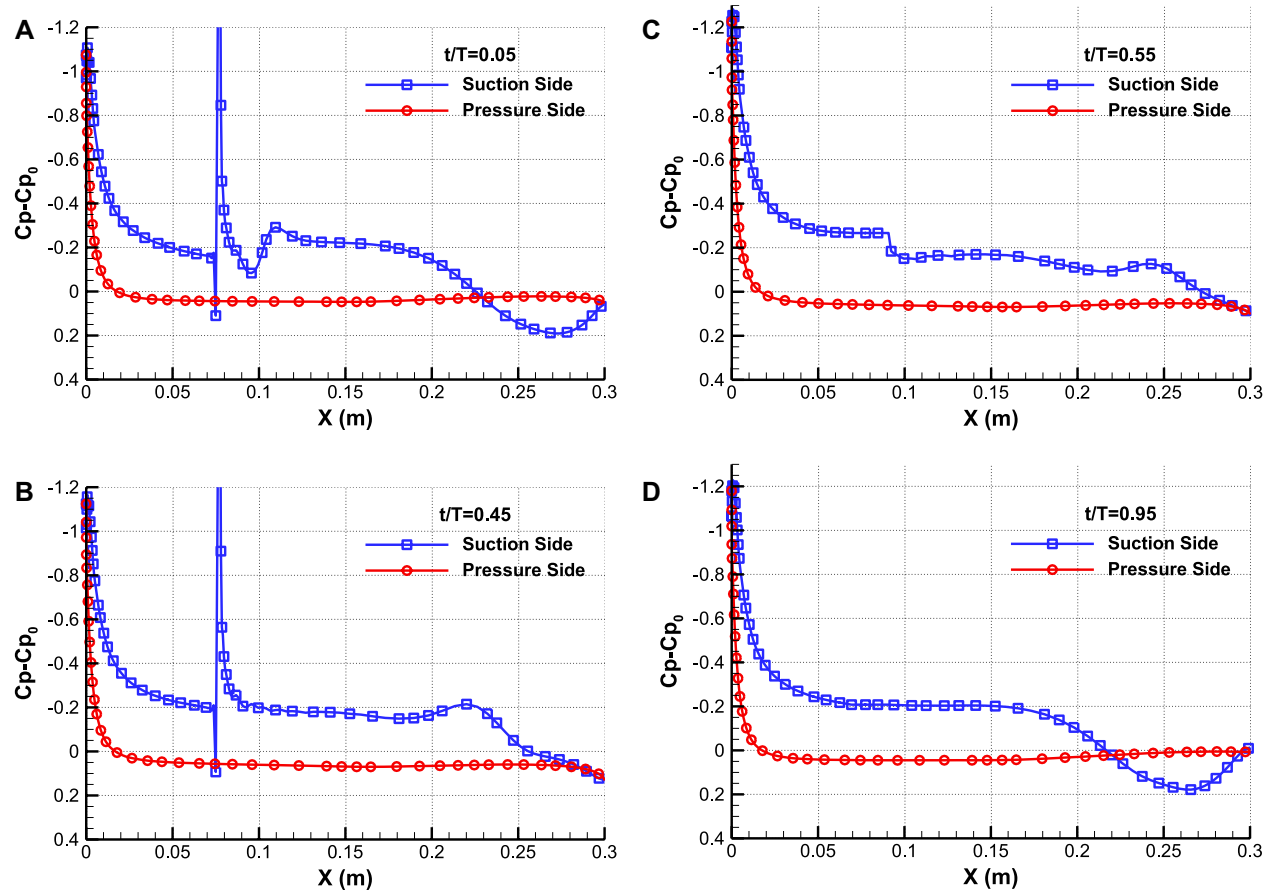 A
-1.2
-1
-0.8
-0.6
-0.4
-0.2
0
0.2
0.4
Cp-Cp0
t/T=0.05
Suction Side
Pressure Side
0 0.05 0.1 0.15 0.2 0.25 0.3
X (m)
C
-1.2
-1
-0.8
-0.6
-0.4
-0.2
0
0.2
0.4
Cp-Cp0
t/T=0.55
Suction Side
Pressure Side
0 0.05 0.1 0.15 0.2 0.25 0.3
X (m)
B
-1.2
-1
-0.8
-0.6
-0.4
-0.2
0
0.2
0.4
Cp-Cp0
t/T=0.45
Suction Side
Pressure Side
0 0.05 0.1 0.15 0.2 0.25 0.3
X (m)
D
-1.2
-1
-0.8
-0.6
-0.4
-0.2
0
0.2
0.4
Cp-Cp0
t/T=0.95
Suction Side
Pressure Side
0 0.05 0.1 0.15 0.2 0.25 0.3
X (m)